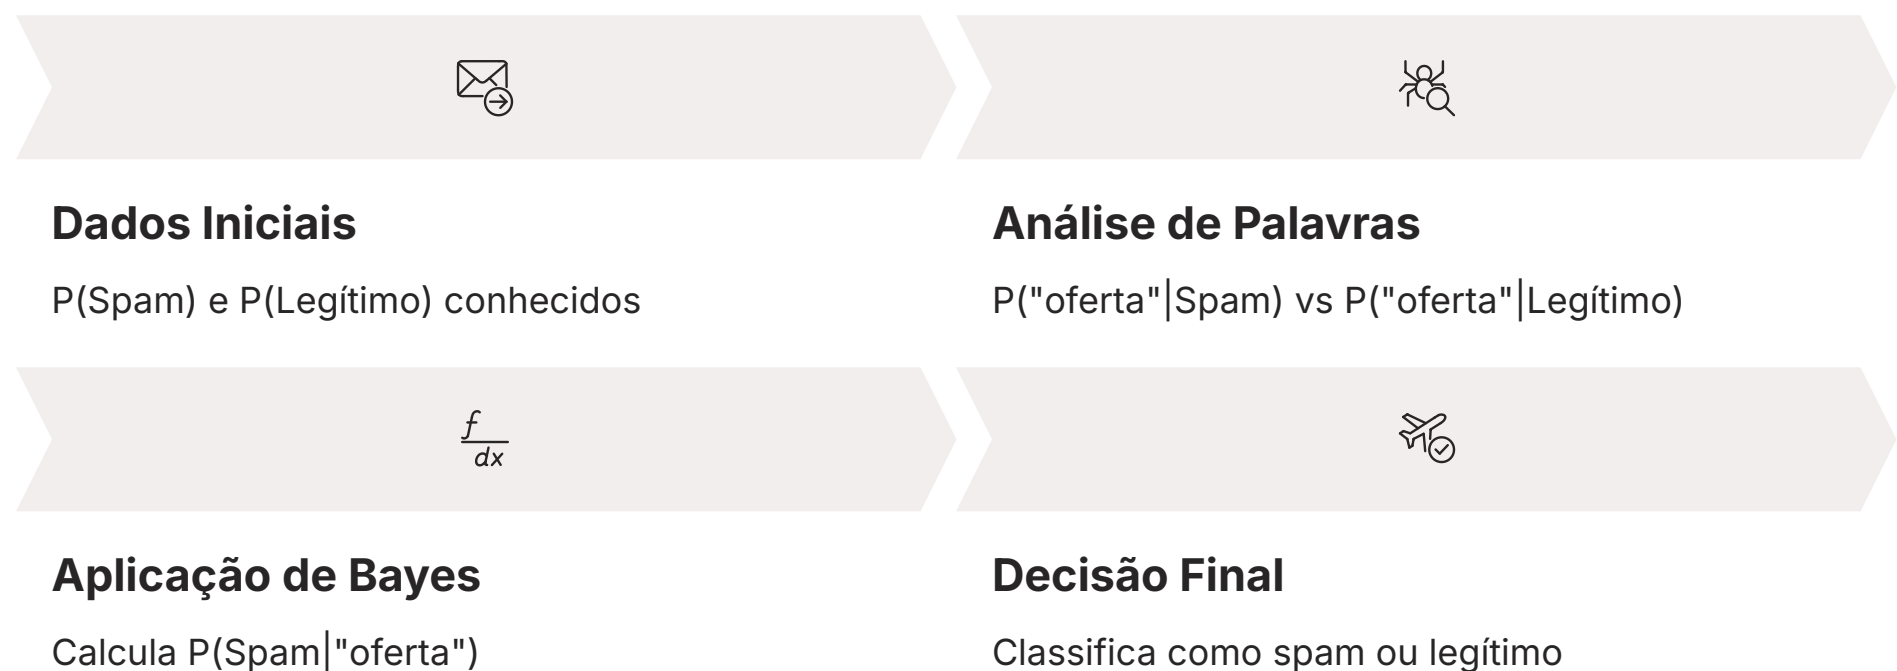 Dados Iniciais
P(Spam) e P(Legítimo) conhecidos
Análise de Palavras
P("oferta"|Spam) vs P("oferta"|Legítimo)
f
dx
Aplicação de Bayes
Calcula P(Spam|"oferta")
Decisão Final
Classifica como spam ou legítimo